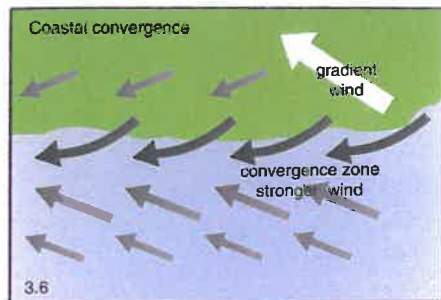 Coastal convergence
gradient
wind
convergence zone
stronger wind
3.6